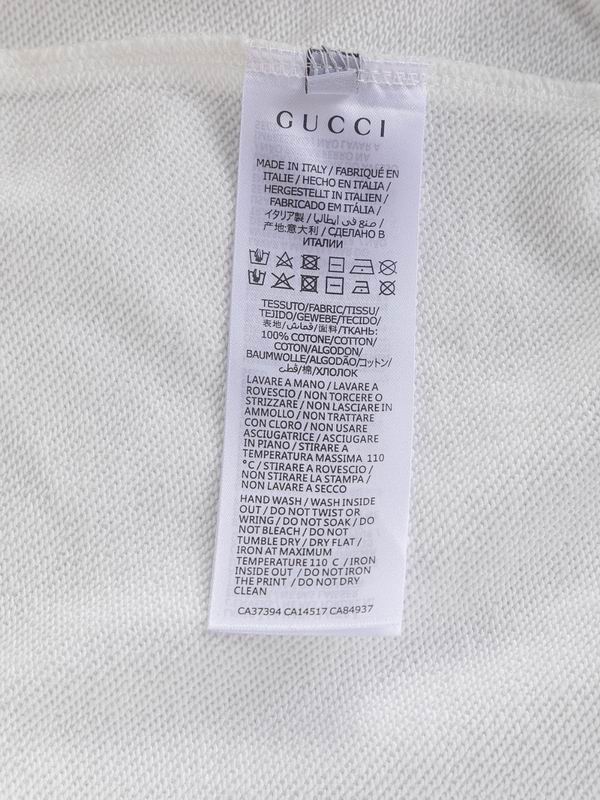 GUCCI
MADE IN ITALY / FABRIQUÉ EN
ITALIE / HECHO EN ITALIA /
HERGESTELLT IN ITALIEN /
FABRICADO EM ITÁLIA /
イタリア製 / صنع في ايطاليا /
产地:意大利 / СДЕЛАНО В
ИТАЛИИ
TESSUTO/FABRIC/TISSU/
TEJIDO/GEWEBE/TECIDO/
表地/قماش/面料/ТКАНЬ:
100% COTONE/COTTON/
COTON/ALGODON/
BAUMWOLLE/ALGODÃO/コットン/
قطن/棉/ХЛОПОК
LAVARE A MANO / LAVARE A
ROVESCIO / NON TORCERE O
STRIZZARE / NON LASCIARE IN
AMMOLLO / NON TRATTARE
CON CLORO / NON USARE
ASCIUGATRICE / ASCIUGARE
IN PIANO / STIRARE A
TEMPERATURA MASSIMA 110
°C / STIRARE A ROVESCIO /
NON STIRARE LA STAMPA /
NON LAVARE A SECCO
HAND WASH / WASH INSIDE
OUT / DO NOT TWIST OR
WRING / DO NOT SOAK / DO
NOT BLEACH / DO NOT
TUMBLE DRY / DRY FLAT /
IRON AT MAXIMUM
TEMPERATURE 110 C / IRON
INSIDE OUT / DO NOT IRON
THE PRINT / DO NOT DRY
CLEAN
CA37394 CA14517 CA84937